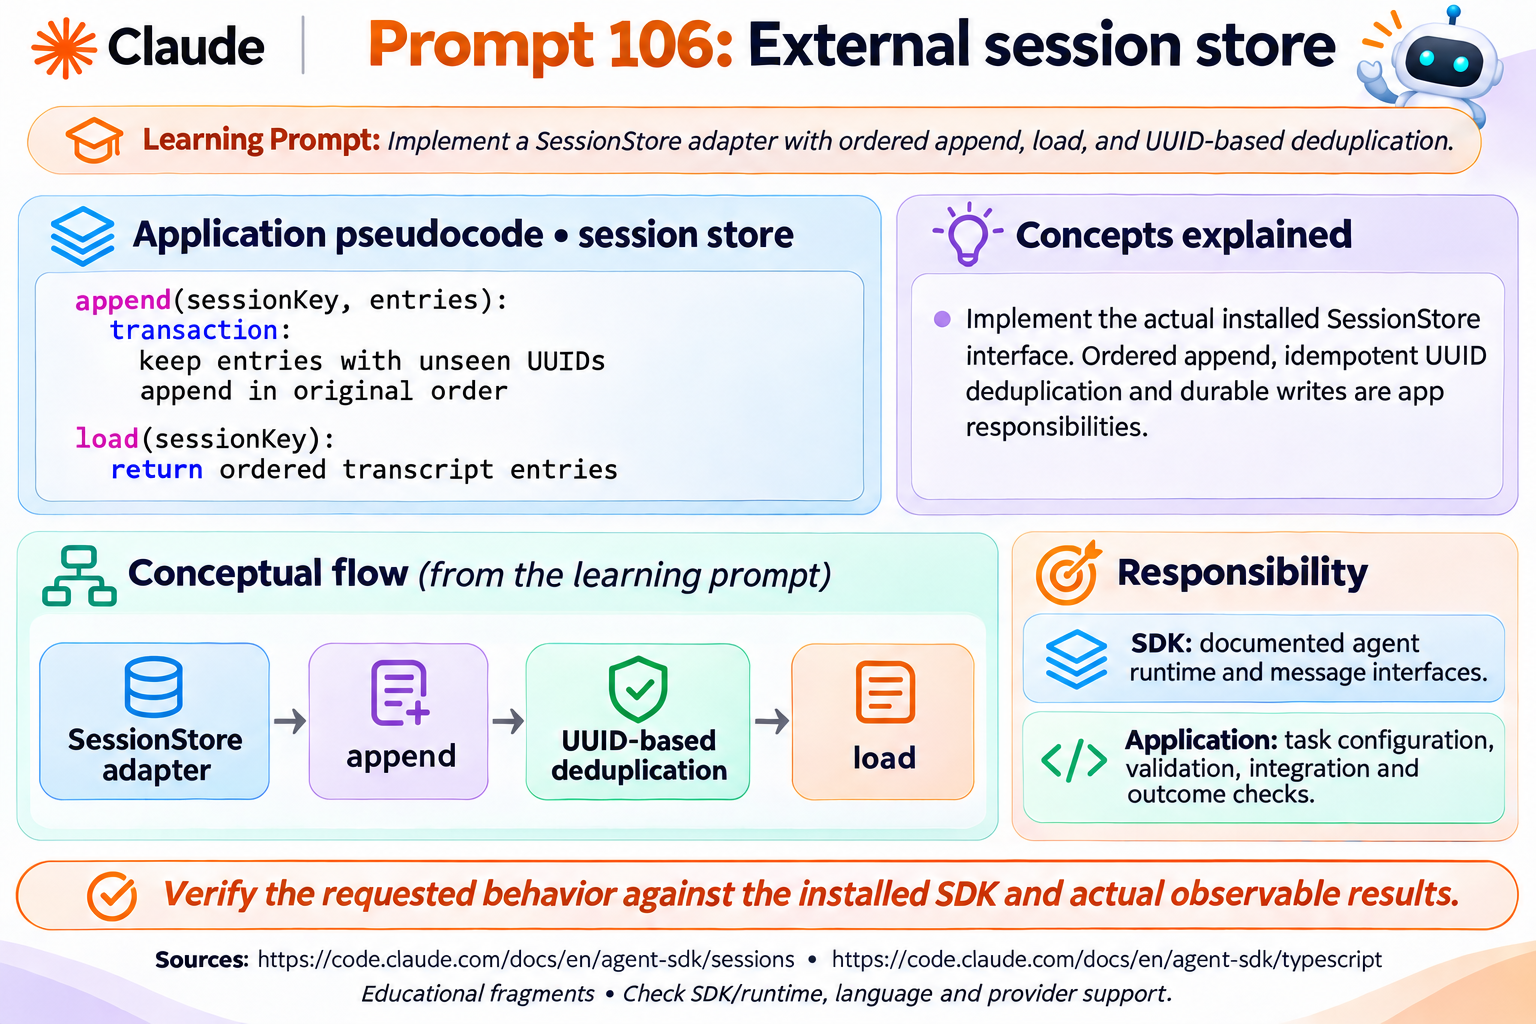 Claude
Prompt 106: External session store
Learning Prompt: Implement a SessionStore adapter with ordered append, load, and UUID-based deduplication.
Application pseudocode • session store
append(sessionKey, entries):
transaction:
keep entries with unseen UUIDs
append in original order
load(sessionKey):
return ordered transcript entries
Concepts explained
Implement the actual installed SessionStore
interface. Ordered append, idempotent UUID
deduplication and durable writes are app
responsibilities.
Conceptual flow (from the learning prompt)
SessionStore
adapter
append
UUID-based
deduplication
load
Responsibility
SDK: documented agent
runtime and message interfaces.
Application: task configuration,
validation, integration and
outcome checks.
Verify the requested behavior against the installed SDK and actual observable results.
Sources: https://code.claude.com/docs/en/agent-sdk/sessions • https://code.claude.com/docs/en/agent-sdk/typescript
Educational fragments • Check SDK/runtime, language and provider support.